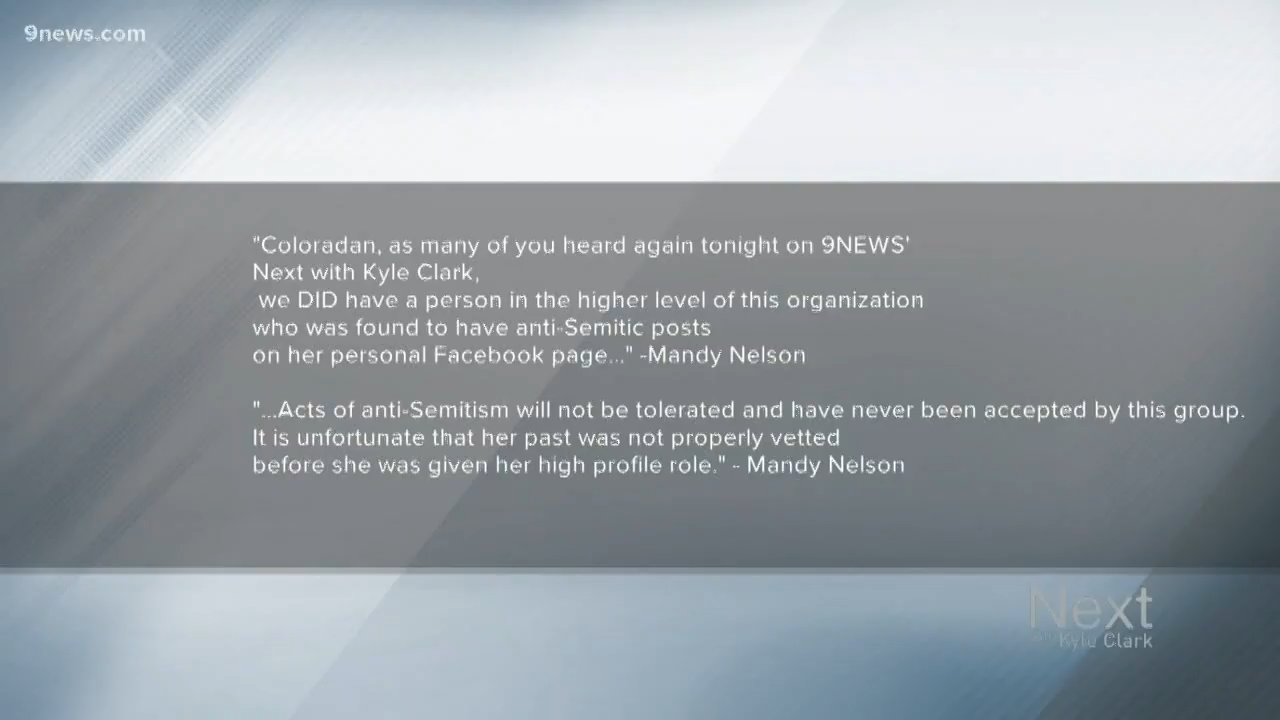 9news.com
"Coloradan, as many of you heard again tonight on 9NEWS'
Next with Kyle Clark,
we DID have a person in the higher level of this organization
who was found to have anti-Semitic posts
on her personal Facebook page..." -Mandy Nelson
"...Acts of anti-Semitism will not be tolerated and have never been accepted by this group.
It is unfortunate that her past was not properly vetted
before she was given her high profile role." - Mandy Nelson
Next
Kyle Clark